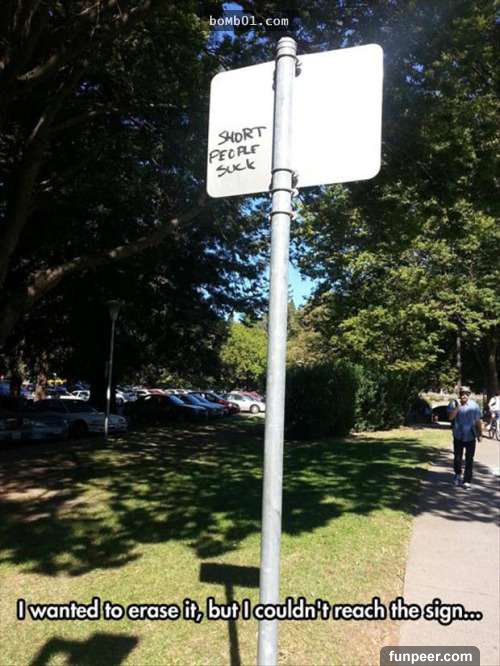 bomb01.com
SHORT
PEOPLE
SUCK
I wanted to erase it, but I couldn't reach the sign...
funpeer.com